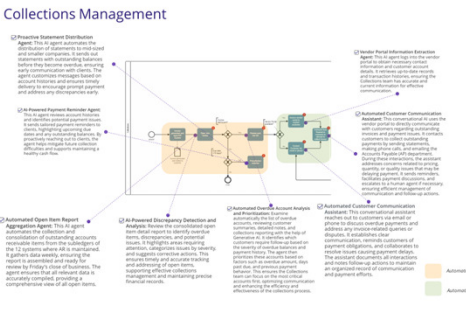 Collections Management
Proactive Statement Distribution
Agent: This AI agent automates the
distribution of statements to mid-sized
and smaller companies. It sends out
statements with outstanding balances
before they become overdue, ensuring
early communication with clients. The
agent customizes messages based on
account histories and ensures timely
delivery to encourage prompt payment
and address any discrepancies early.
AI-Powered Payment Reminder Agent:
The AI agent reviews account histories
and identifies potential payment issues.
It sends tailored payment reminders to
clients, highlighting upcoming due
dates and any outstanding balances. By
proactively reaching out to clients, the
agent helps mitigate future collection
difficulties and supports maintaining a
healthy cash flow.
Vendor Portal Information Extraction
Agent: This AI agent logs into the vendor
portal to obtain necessary contact
information and customer account
details. It retrieves up-to-date records
and transaction histories, ensuring the
Collections team has accurate and
current information for effective
communication.
Automated Customer Communication
Assistant: This conversational AI uses the
vendor portal to directly communicate
with customers regarding outstanding
invoices and payment issues. It contacts
customers to collect outstanding
payments by sending statements,
making phone calls, and emailing the
Accounts Payable (AP) department.
During these interactions, the assistant
addresses concerns related to pricing,
quantity, or quality issues that may be
delaying payment. It sends reminders,
facilitates payment discussions, and
escalates to a human agent if necessary,
ensuring efficient management of
communication and follow-up actions.
Automated Open Item Report
Aggregation Agent: This AI agent
automates the collection and
consolidation of outstanding accounts
receivable items from the subledger of
the 12 systems where AR is maintained.
It gathers data weekly, ensuring the
report is assembled and ready for
review by Friday's close of business. The
agent ensures that all relevant data is
accurately compiled, providing a
comprehensive view of all open items.
AI-Powered Discrepancy Detection and
Analysis: Review the consolidated open
item detail report to identify overdue
items, discrepancies, and potential
issues. It highlights areas requiring
attention, categorizes issues by severity
and suggests corrective actions. This
ensures timely and accurate tracking
and addressing of open items,
supporting effective collections
management and maintaining precise
financial records.
Automated Overdue Account Analysis
and Prioritization: Examine
automatically the list of overdue
accounts, reviewing customer
summaries, detailed notes, and
collections reporting with the help of
Generative AI. It identifies which
customers require follow-up based on
the severity of overdue balances and
payment history. The agent then
prioritizes these accounts based on
factors such as overdue amount, days
past due, and previous payment
behavior. This ensures the Collections
team can focus on the most critical
accounts first, optimizing communication
and enhancing the efficiency and
effectiveness of the collections process.
Automated Customer Communication
Assistant: This conversational assistant
reaches out to customers via email or
phone to discuss overdue payments and
address any invoice-related queries or
disputes. It establishes clear
communication, reminds customers of
payment obligations, and collaborates to
resolve issues causing payment delays.
The assistant documents all interactions
and notes follow-up actions to maintain
an organized record of communication
and payment efforts.
Automati
Automati